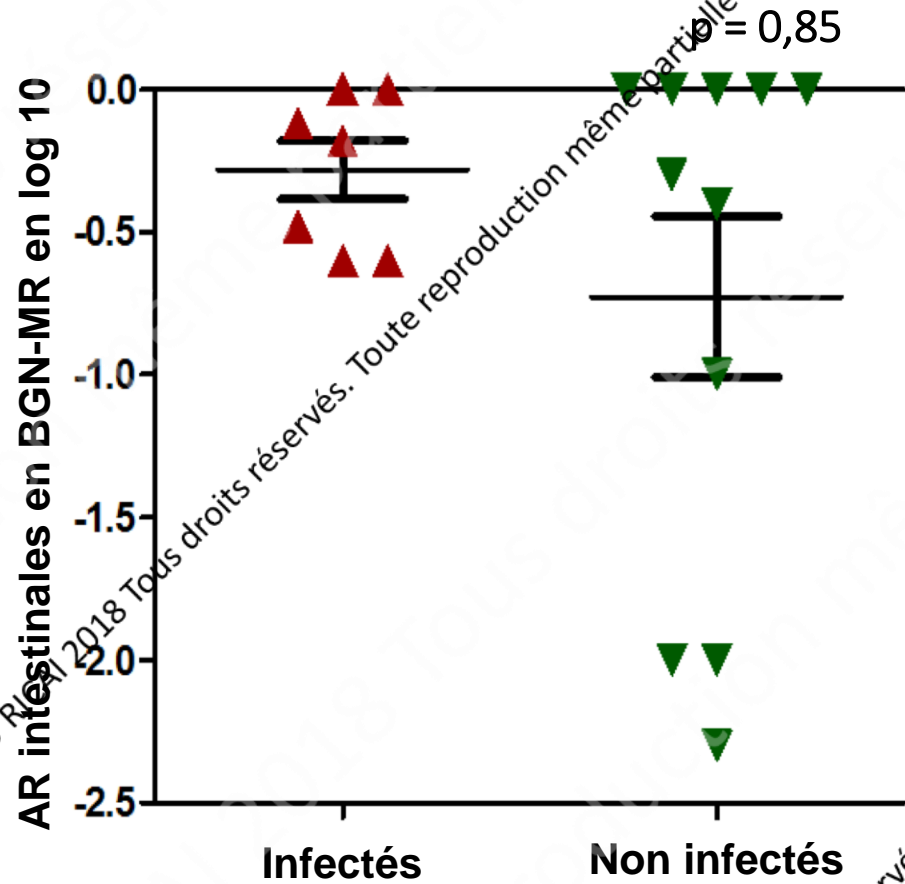 p = 0,85
AR intestinales en BGN-MR en log 10
0.0
-0.5
-1.0
-1.5
-2.0
-2.5
Infectés
Non infectés
RICAI 2018 Tous droits réservés. Toute reproduction même partielle